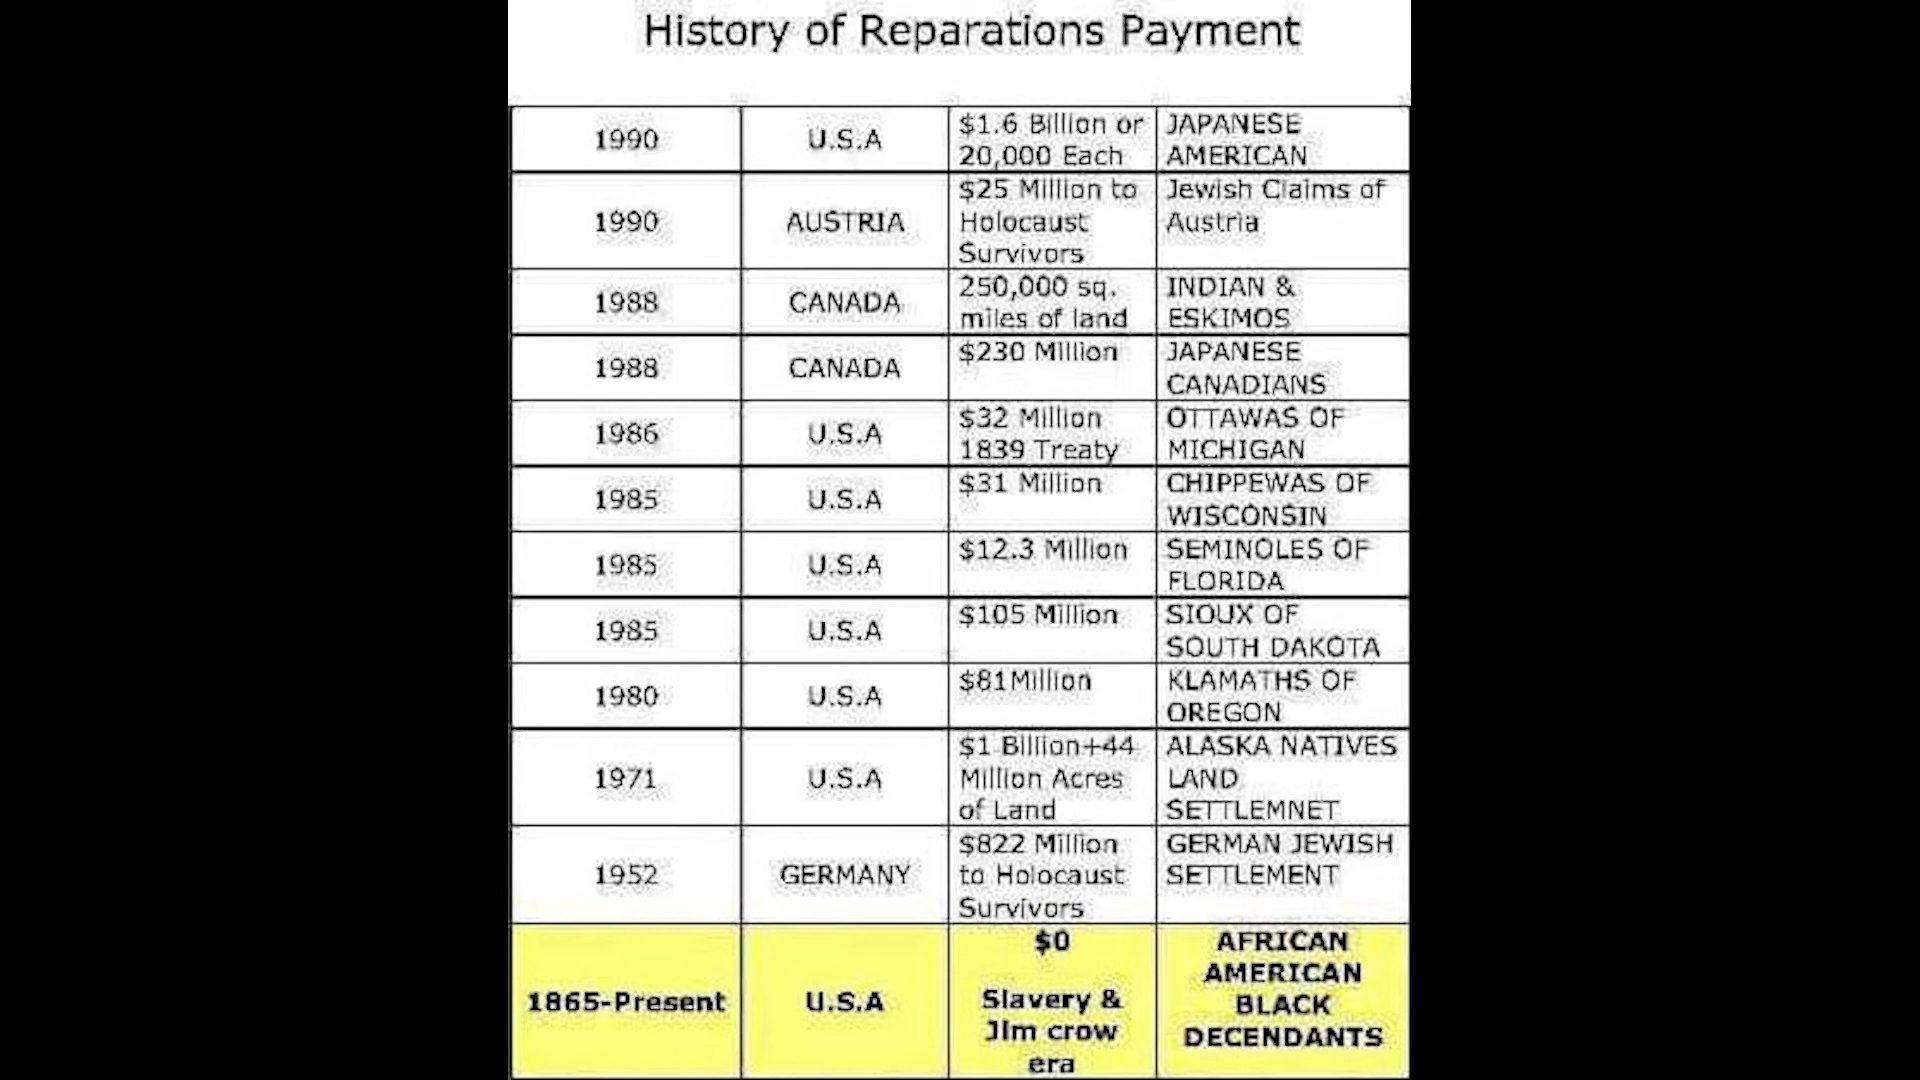 History of Reparations Payment
1990
U.S.A
$1.6 Billion or
20,000 Each
JAPANESE
AMERICAN
1990
AUSTRIA
$25 Million to
Holocaust
Survivors
Jewish Claims of
Austria
1988
CANADA
250,000 sq.
miles of land
INDIAN &
ESKIMOS
1988
CANADA
$230 Million
JAPANESE
CANADIANS
1986
U.S.A
$32 Million
1839 Treaty
OTTAWAS OF
MICHIGAN
1985
U.S.A
$31 Million
CHIPPEWAS OF
WISCONSIN
1985
U.S.A
$12.3 Million
SEMINOLES OF
FLORIDA
1985
U.S.A
$105 Million
SIOUX OF
SOUTH DAKOTA
1980
U.S.A
$81Million
KLAMATHS OF
OREGON
1971
U.S.A
$1 Billion+44
Million Acres
of Land
ALASKA NATIVES
LAND
SETTLEMNET
1952
GERMANY
$822 Million
to Holocaust
Survivors
GERMAN JEWISH
SETTLEMENT
1865-Present
U.S.A
$0
Slavery &
JIm crow
era
AFRICAN
AMERICAN
BLACK
DECENDANTS